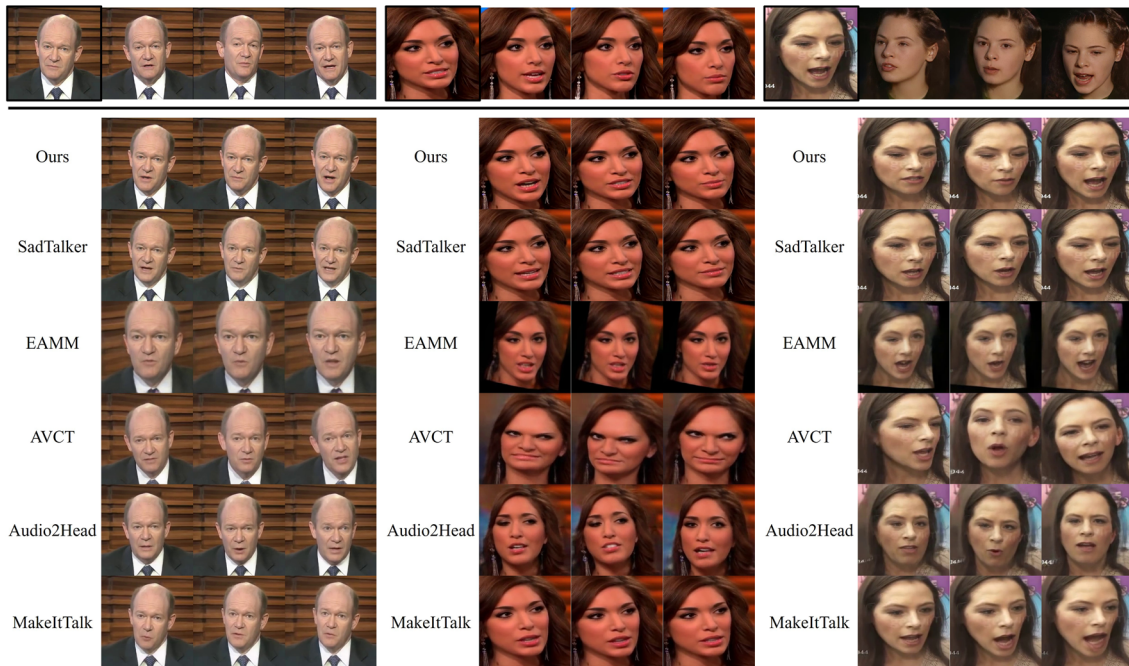 Ours
Ours
Ours
SadTalker
SadTalker
SadTalker
EAMM
EAMM
EAMM
AVCT
AVCT
AVCT
Audio2Head
Audio2Head
Audio2Head
MakeItTalk
MakeItTalk
MakeItTalk